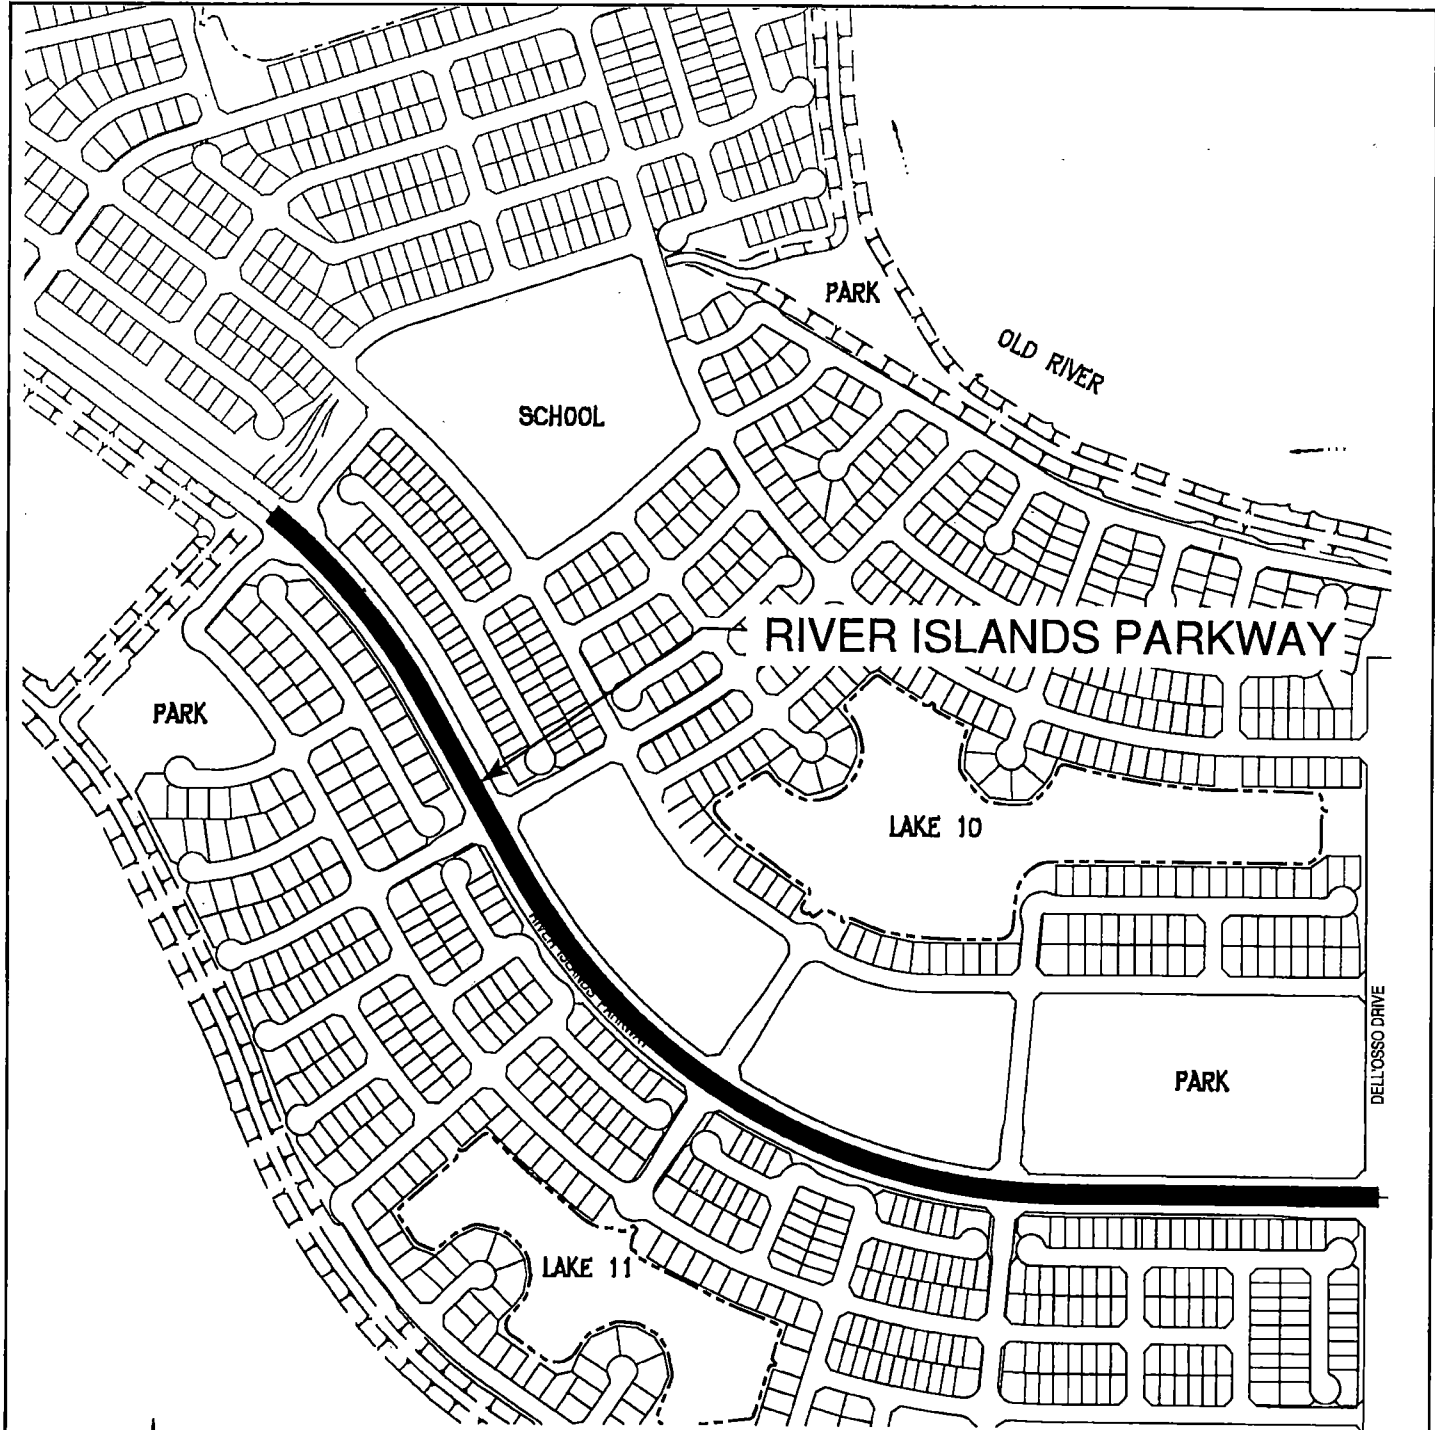 PARK
OLD RIVER
SCHOOL
RIVER ISLANDS PARKWAY
PARK
LAKE 10
RIVER ISLANDS PARKWAY
DELL'OSSO DRIVE
PARK
LAKE 11